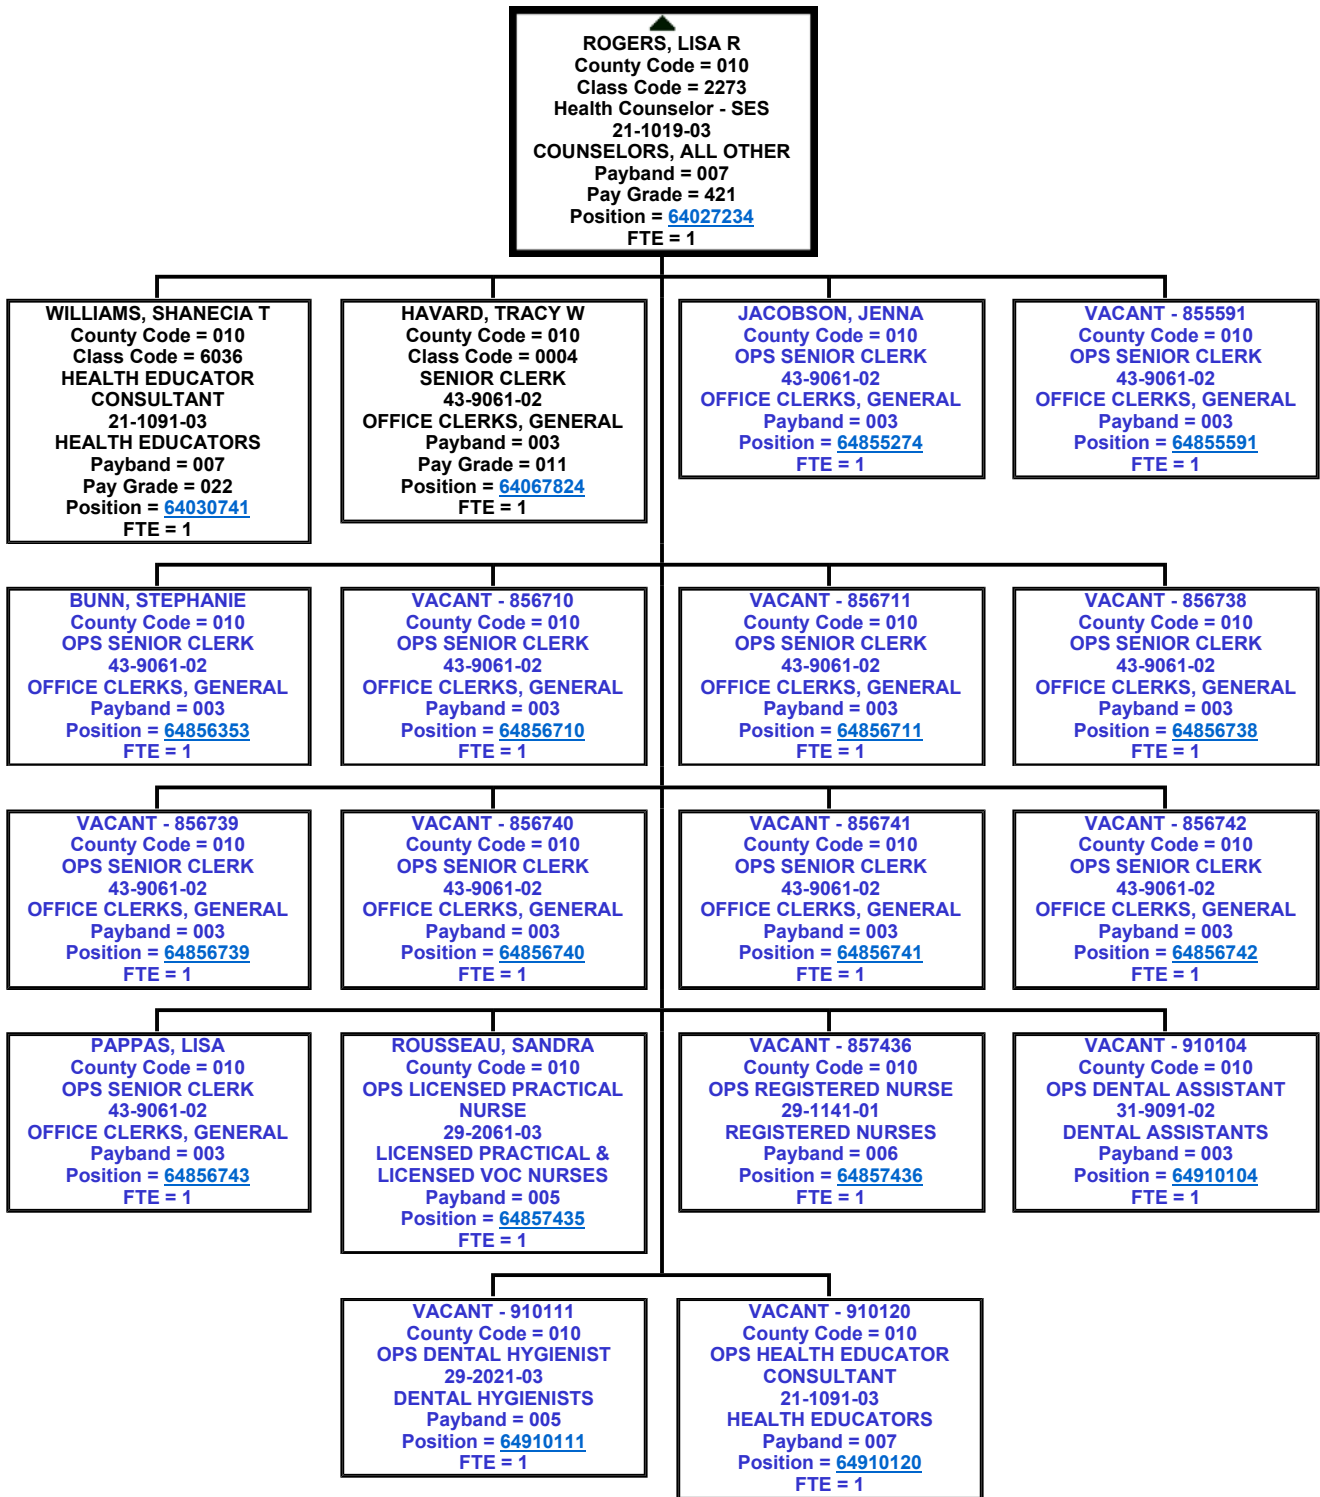 ROGERS, LISA R
County Code = 010
Class Code = 2273
Health Counselor - SES
21-1019-03
COUNSELORS, ALL OTHER
Payband = 007
Pay Grade = 421
Position = 64027234
FTE = 1
WILLIAMS, SHANECIA T
County Code = 010
Class Code = 6036
HEALTH EDUCATOR
CONSULTANT
21-1091-03
HEALTH EDUCATORS
Payband = 007
Pay Grade = 022
Position = 64030741
FTE = 1
HAVARD, TRACY W
County Code = 010
Class Code = 0004
SENIOR CLERK
43-9061-02
OFFICE CLERKS, GENERAL
Payband = 003
Pay Grade = 011
Position = 64067824
FTE = 1
JACOBSON, JENNA
County Code = 010
OPS SENIOR CLERK
43-9061-02
OFFICE CLERKS, GENERAL
Payband = 003
Position = 64855274
FTE = 1
VACANT - 855591
County Code = 010
OPS SENIOR CLERK
43-9061-02
OFFICE CLERKS, GENERAL
Payband = 003
Position = 64855591
FTE = 1
BUNN, STEPHANIE
County Code = 010
OPS SENIOR CLERK
43-9061-02
OFFICE CLERKS, GENERAL
Payband = 003
Position = 64856353
FTE = 1
VACANT - 856710
County Code = 010
OPS SENIOR CLERK
43-9061-02
OFFICE CLERKS, GENERAL
Payband = 003
Position = 64856710
FTE = 1
VACANT - 856711
County Code = 010
OPS SENIOR CLERK
43-9061-02
OFFICE CLERKS, GENERAL
Payband = 003
Position = 64856711
FTE = 1
VACANT - 856738
County Code = 010
OPS SENIOR CLERK
43-9061-02
OFFICE CLERKS, GENERAL
Payband = 003
Position = 64856738
FTE = 1
VACANT - 856739
County Code = 010
OPS SENIOR CLERK
43-9061-02
OFFICE CLERKS, GENERAL
Payband = 003
Position = 64856739
FTE = 1
VACANT - 856740
County Code = 010
OPS SENIOR CLERK
43-9061-02
OFFICE CLERKS, GENERAL
Payband = 003
Position = 64856740
FTE = 1
VACANT - 856741
County Code = 010
OPS SENIOR CLERK
43-9061-02
OFFICE CLERKS, GENERAL
Payband = 003
Position = 64856741
FTE = 1
VACANT - 856742
County Code = 010
OPS SENIOR CLERK
43-9061-02
OFFICE CLERKS, GENERAL
Payband = 003
Position = 64856742
FTE = 1
PAPPAS, LISA
County Code = 010
OPS SENIOR CLERK
43-9061-02
OFFICE CLERKS, GENERAL
Payband = 003
Position = 64856743
FTE = 1
ROUSSEAU, SANDRA
County Code = 010
OPS LICENSED PRACTICAL
NURSE
29-2061-03
LICENSED PRACTICAL &
LICENSED VOC NURSES
Payband = 005
Position = 64857435
FTE = 1
VACANT - 857436
County Code = 010
OPS REGISTERED NURSE
29-1141-01
REGISTERED NURSES
Payband = 006
Position = 64857436
FTE = 1
VACANT - 910104
County Code = 010
OPS DENTAL ASSISTANT
31-9091-02
DENTAL ASSISTANTS
Payband = 003
Position = 64910104
FTE = 1
VACANT - 910111
County Code = 010
OPS DENTAL HYGIENIST
29-2021-03
DENTAL HYGIENISTS
Payband = 005
Position = 64910111
FTE = 1
VACANT - 910120
County Code = 010
OPS HEALTH EDUCATOR
CONSULTANT
21-1091-03
HEALTH EDUCATORS
Payband = 007
Position = 64910120
FTE = 1